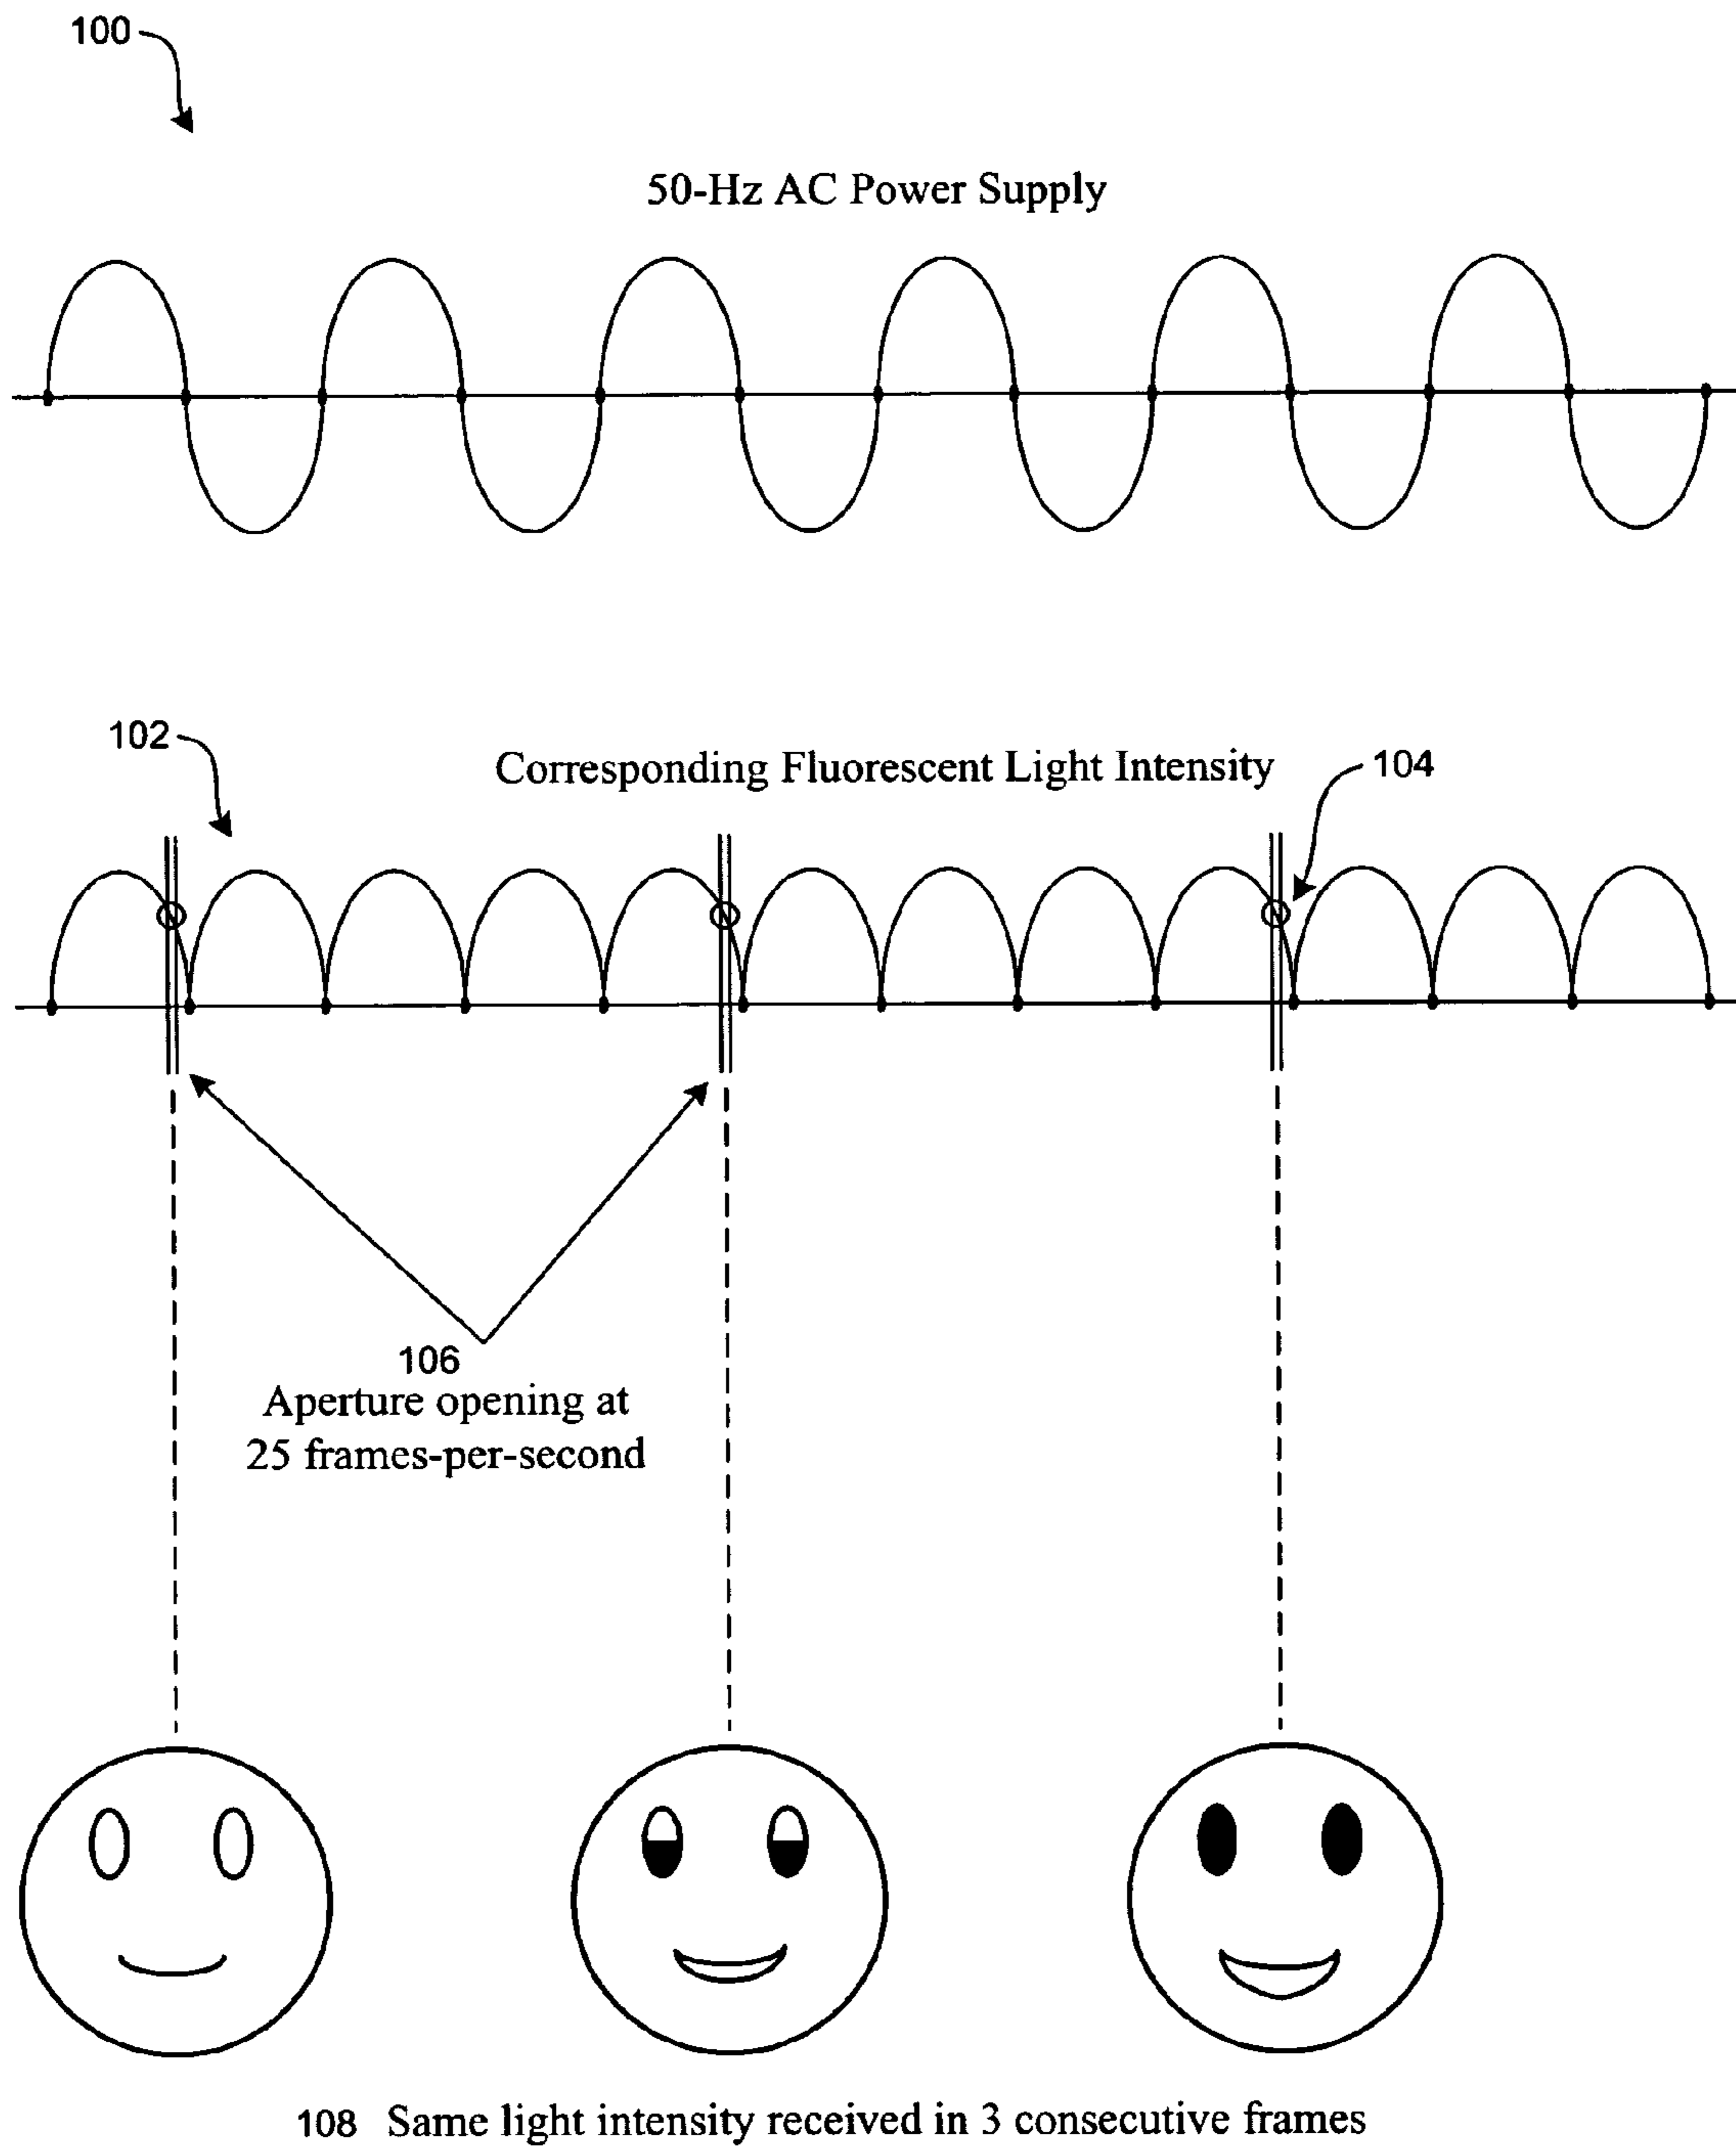 100
50-Hz AC Power Supply
102
Corresponding Fluorescent Light Intensity
104
106
Aperture opening at
25 frames-per-second
108 Same light intensity received in 3 consecutive frames